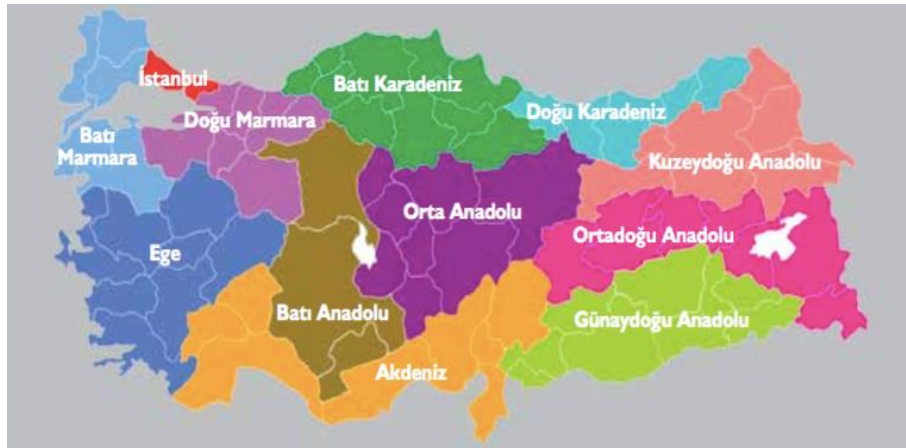 İstanbul
Batı Karadeniz
Doğu Karadeniz
Doğu Marmara
Batı
Marmara
Kuzeydoğu Anadolu
Orta Anadolu
Ortadoğu Anadolu
Ege
Batı Anadolu
Günaydoğu Anadolu
Akdeniz